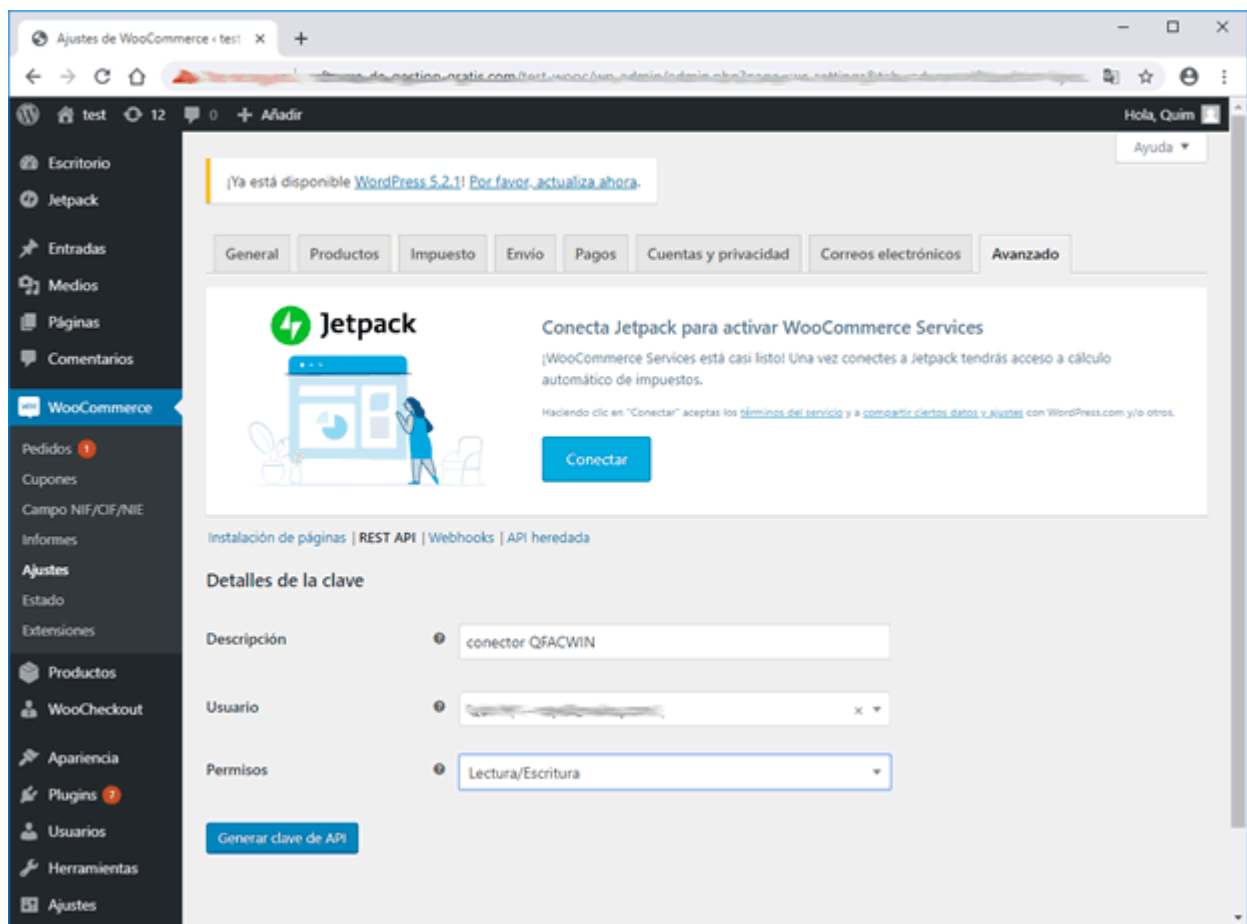 Ajustes de WooCommerce ‹ test
test 12 0 Añadir
Hola, Quim
Ayuda
Escritorio
Jetpack
Entradas
Medios
Páginas
Comentarios
WooCommerce
Pedidos 1
Cupones
Campo NIF/CIF/NIE
Informes
Ajustes
Estado
Extensiones
Productos
WooCheckout
Apariencia
Plugins 7
Usuarios
Herramientas
Ajustes
¡Ya está disponible WordPress 5.2.1! Por favor, actualiza ahora.
General Productos Impuesto Envío Pagos Cuentas y privacidad Correos electrónicos Avanzado
Jetpack
Conecta Jetpack para activar WooCommerce Services
¡WooCommerce Services está casi listo! Una vez conectes a Jetpack tendrás acceso a cálculo
automático de impuestos.
Haciendo clic en "Conectar" aceptas los términos del servicio y a compartir ciertos datos y ajustes con WordPress.com y/o otros.
Conectar
Instalación de páginas | REST API | Webhooks | API heredada
Detalles de la clave
Descripción
conector QFACWIN
Usuario
Permisos
Lectura/Escritura
Generar clave de API